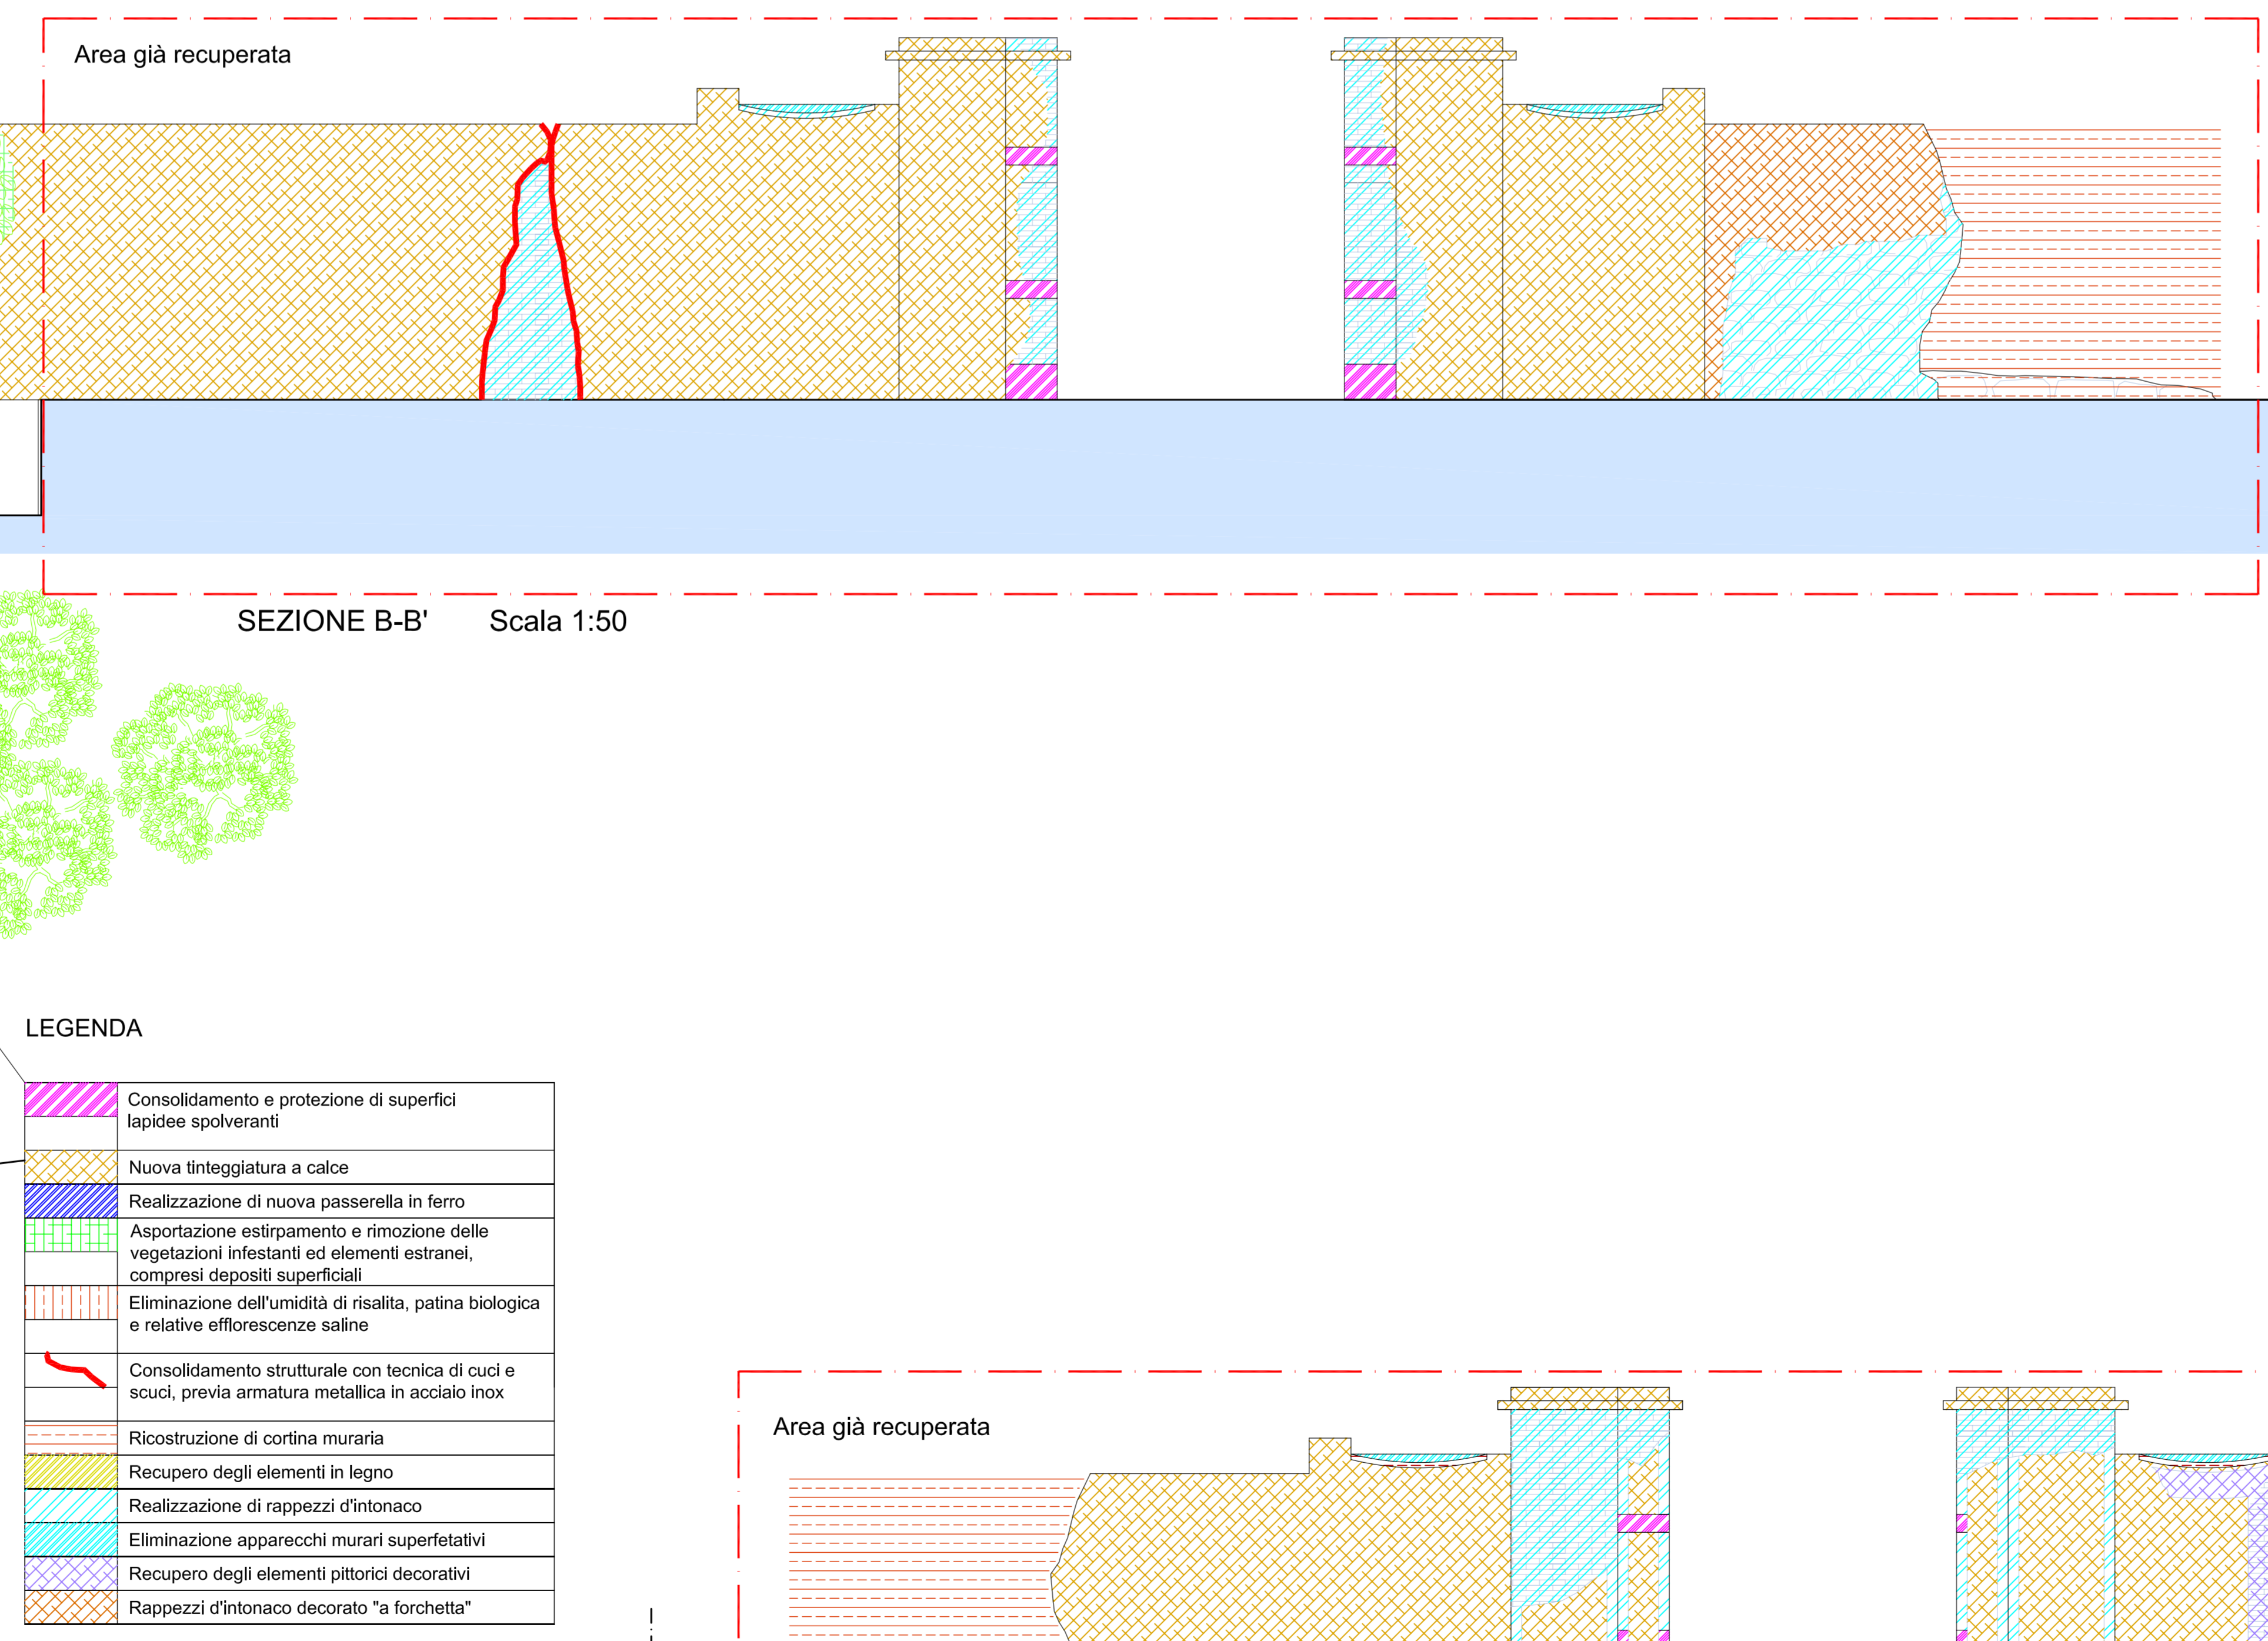 Area già recuperata
SEZIONE B-B' Scala 1:50
LEGENDA
Consolidamento e protezione di superfici
lapidee spolveranti
Nuova tinteggiatura a calce
Realizzazione di nuova passerella in ferro
Asportazione estirpamento e rimozione delle
vegetazioni infestanti ed elementi estranei,
compresi depositi superficiali
Eliminazione dell'umidità di risalita, patina biologica
e relative efflorescenze saline
Consolidamento strutturale con tecnica di cuci e
scuci, previa armatura metallica in acciaio inox
Ricostruzione di cortina muraria
Recupero degli elementi in legno
Realizzazione di rappezzi d'intonaco
Eliminazione apparecchi murari superfetativi
Recupero degli elementi pittorici decorativi
Rappezzi d'intonaco decorato "a forchetta"
Area già recuperata